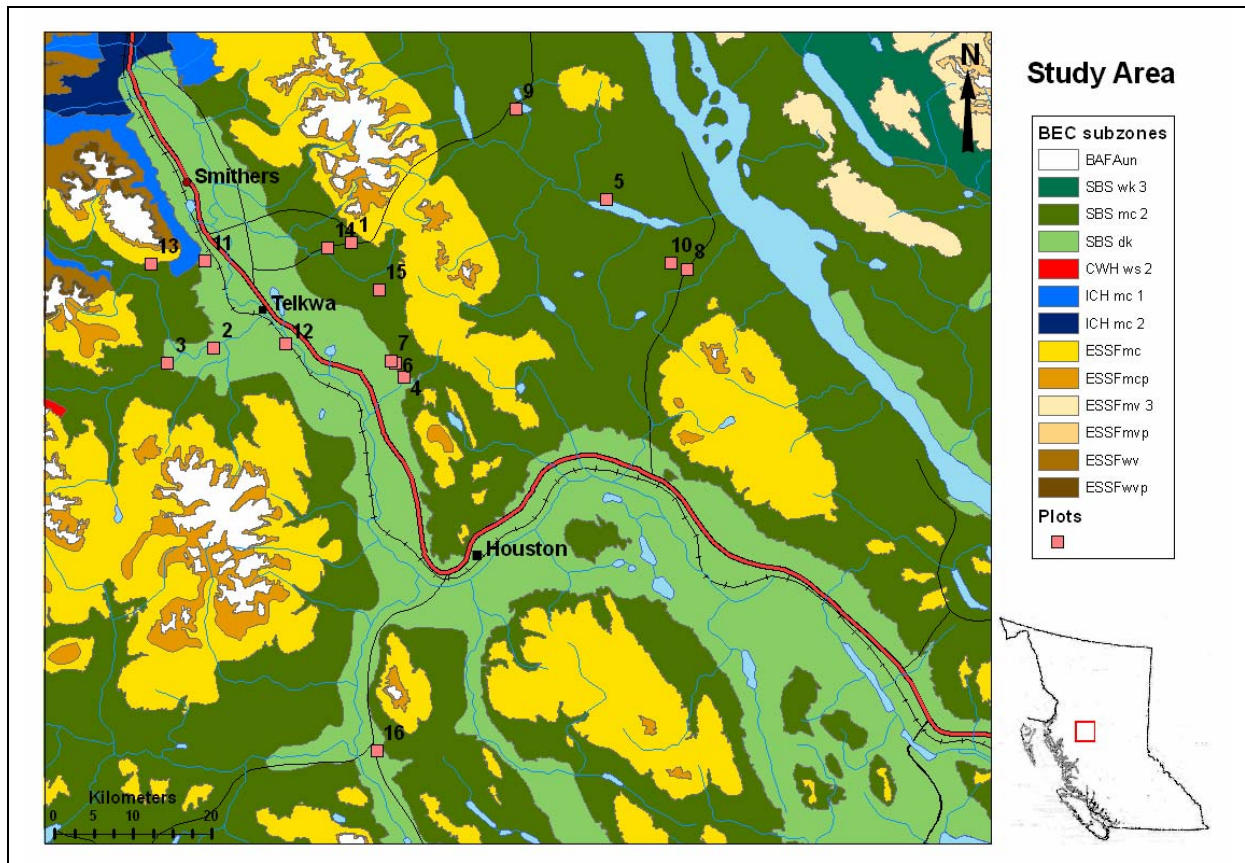 N
Study Area
BEC subzones
BAFAun
SBS wk 3
SBS mc 2
SBS dk
CWH ws 2
ICH mc 1
ICH mc 2
ESSFmc
ESSFmcp
ESSFmv 3
ESSFmvp
ESSFwv
ESSFwvp
Plots
9
Smithers
5
14
1
13
11
10
8
15
Telkwa
12
2
3
7
6
4
Houston
16
Kilometers
0 5 10 20